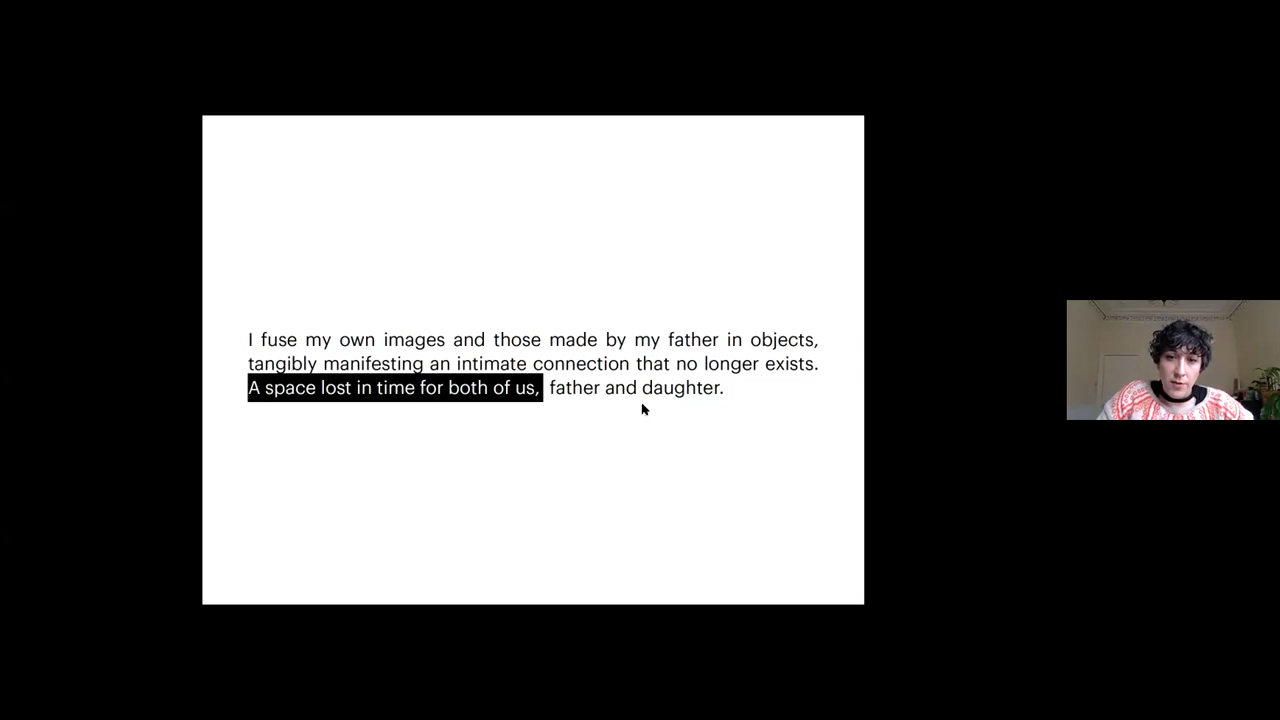 I fuse my own images and those made by my father in objects,
tangibly manifesting an intimate connection that no longer exists.
A space lost in time for both of us, father and daughter.